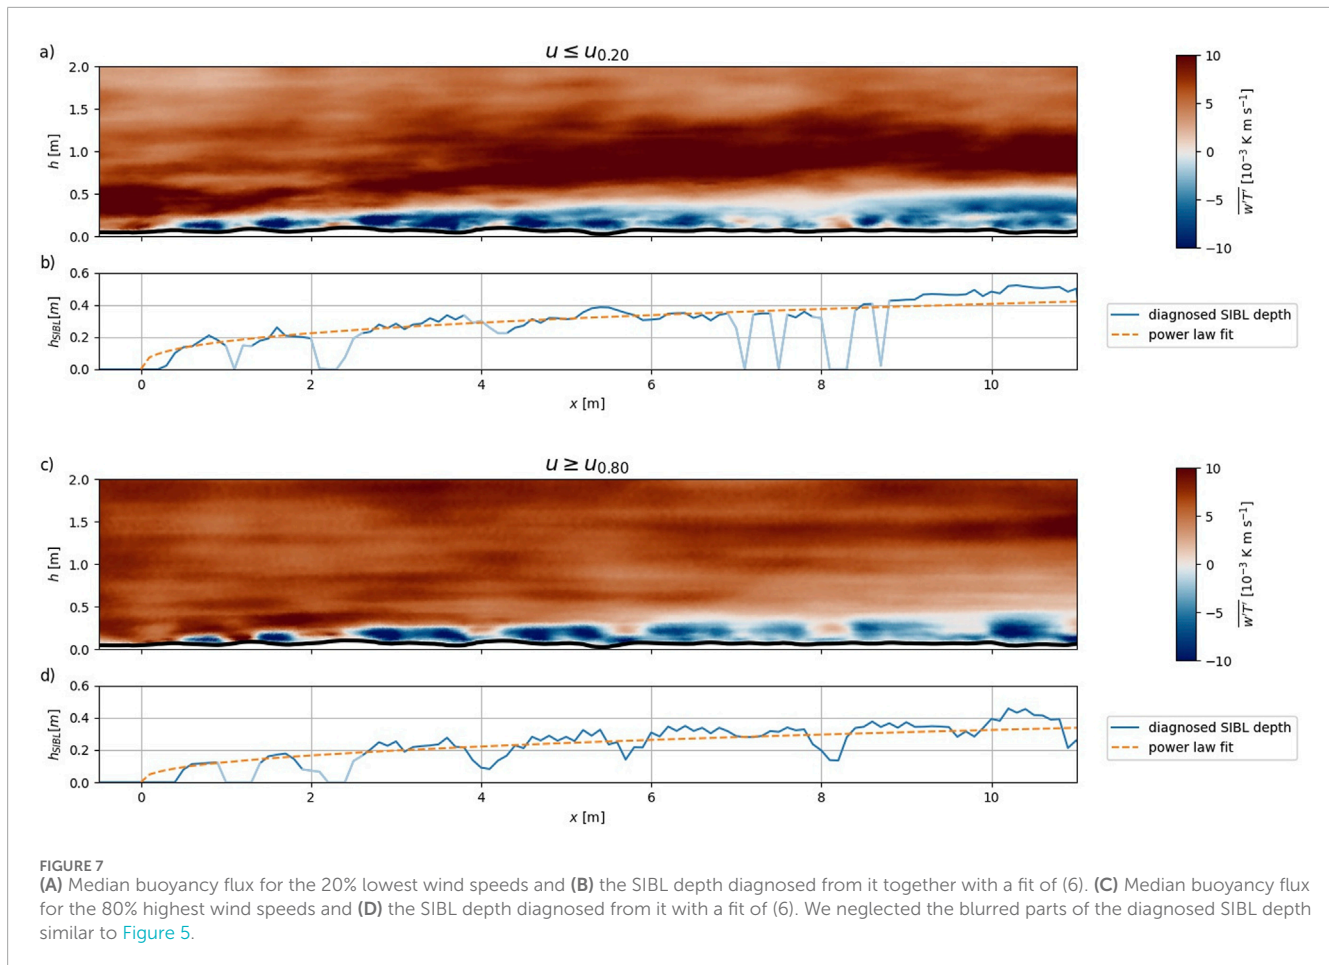 a)
u ≤ u0.20
2.0
1.5
1.0
0.5
0.0
h [m]
10
5
0
−5
−10
w'T' [10−3 K m s−1]
b)
0.6
0.4
0.2
0.0
hSIBL[m]
0 2 4 6 8 10
x [m]
diagnosed SIBL depth
power law fit
c)
u ≥ u0.80
2.0
1.5
1.0
0.5
0.0
h [m]
10
5
0
−5
−10
w'T' [10−3 K m s−1]
d)
0.6
0.4
0.2
0.0
hSIBL[m]
0 2 4 6 8 10
x [m]
diagnosed SIBL depth
power law fit
FIGURE 7
(A) Median buoyancy flux for the 20% lowest wind speeds and (B) the SIBL depth diagnosed from it together with a fit of (6). (C) Median buoyancy flux
for the 80% highest wind speeds and (D) the SIBL depth diagnosed from it with a fit of (6). We neglected the blurred parts of the diagnosed SIBL depth
similar to Figure 5.